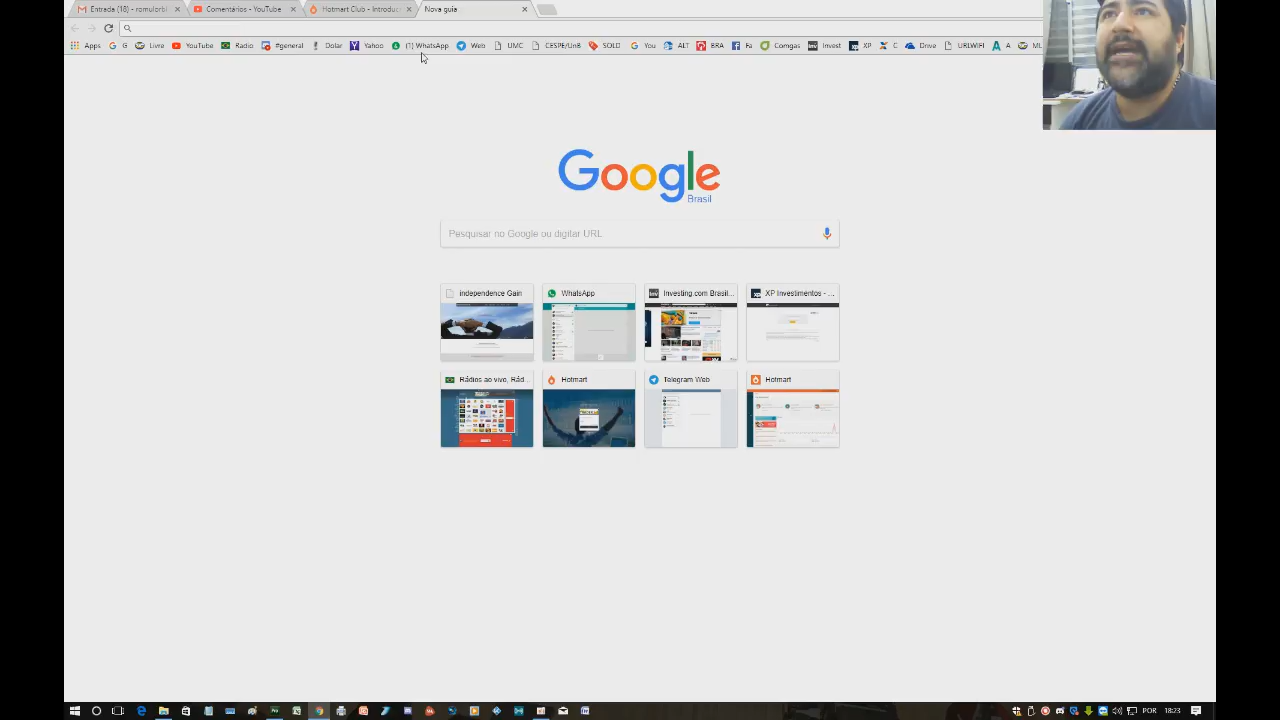 Entrada (18) - romulorbl
Comentários - YouTube
Hotmart Club - Introduc
Nova guia
Apps G Livre YouTube Radio #general Dolar Yahoo (1) WhatsApp Web UMC CESPE/UnB SOLD You ALT BRA Fa Comgas Invest XP C Drive URLWIFI A ML
Google
Brasil
Pesquisar no Google ou digitar URL
independence Gain
WhatsApp
Investing.com Brasil...
XP Investimentos - ...
Rádios ao vivo, Rád...
Hotmart
Telegram Web
Hotmart
POR 18:23